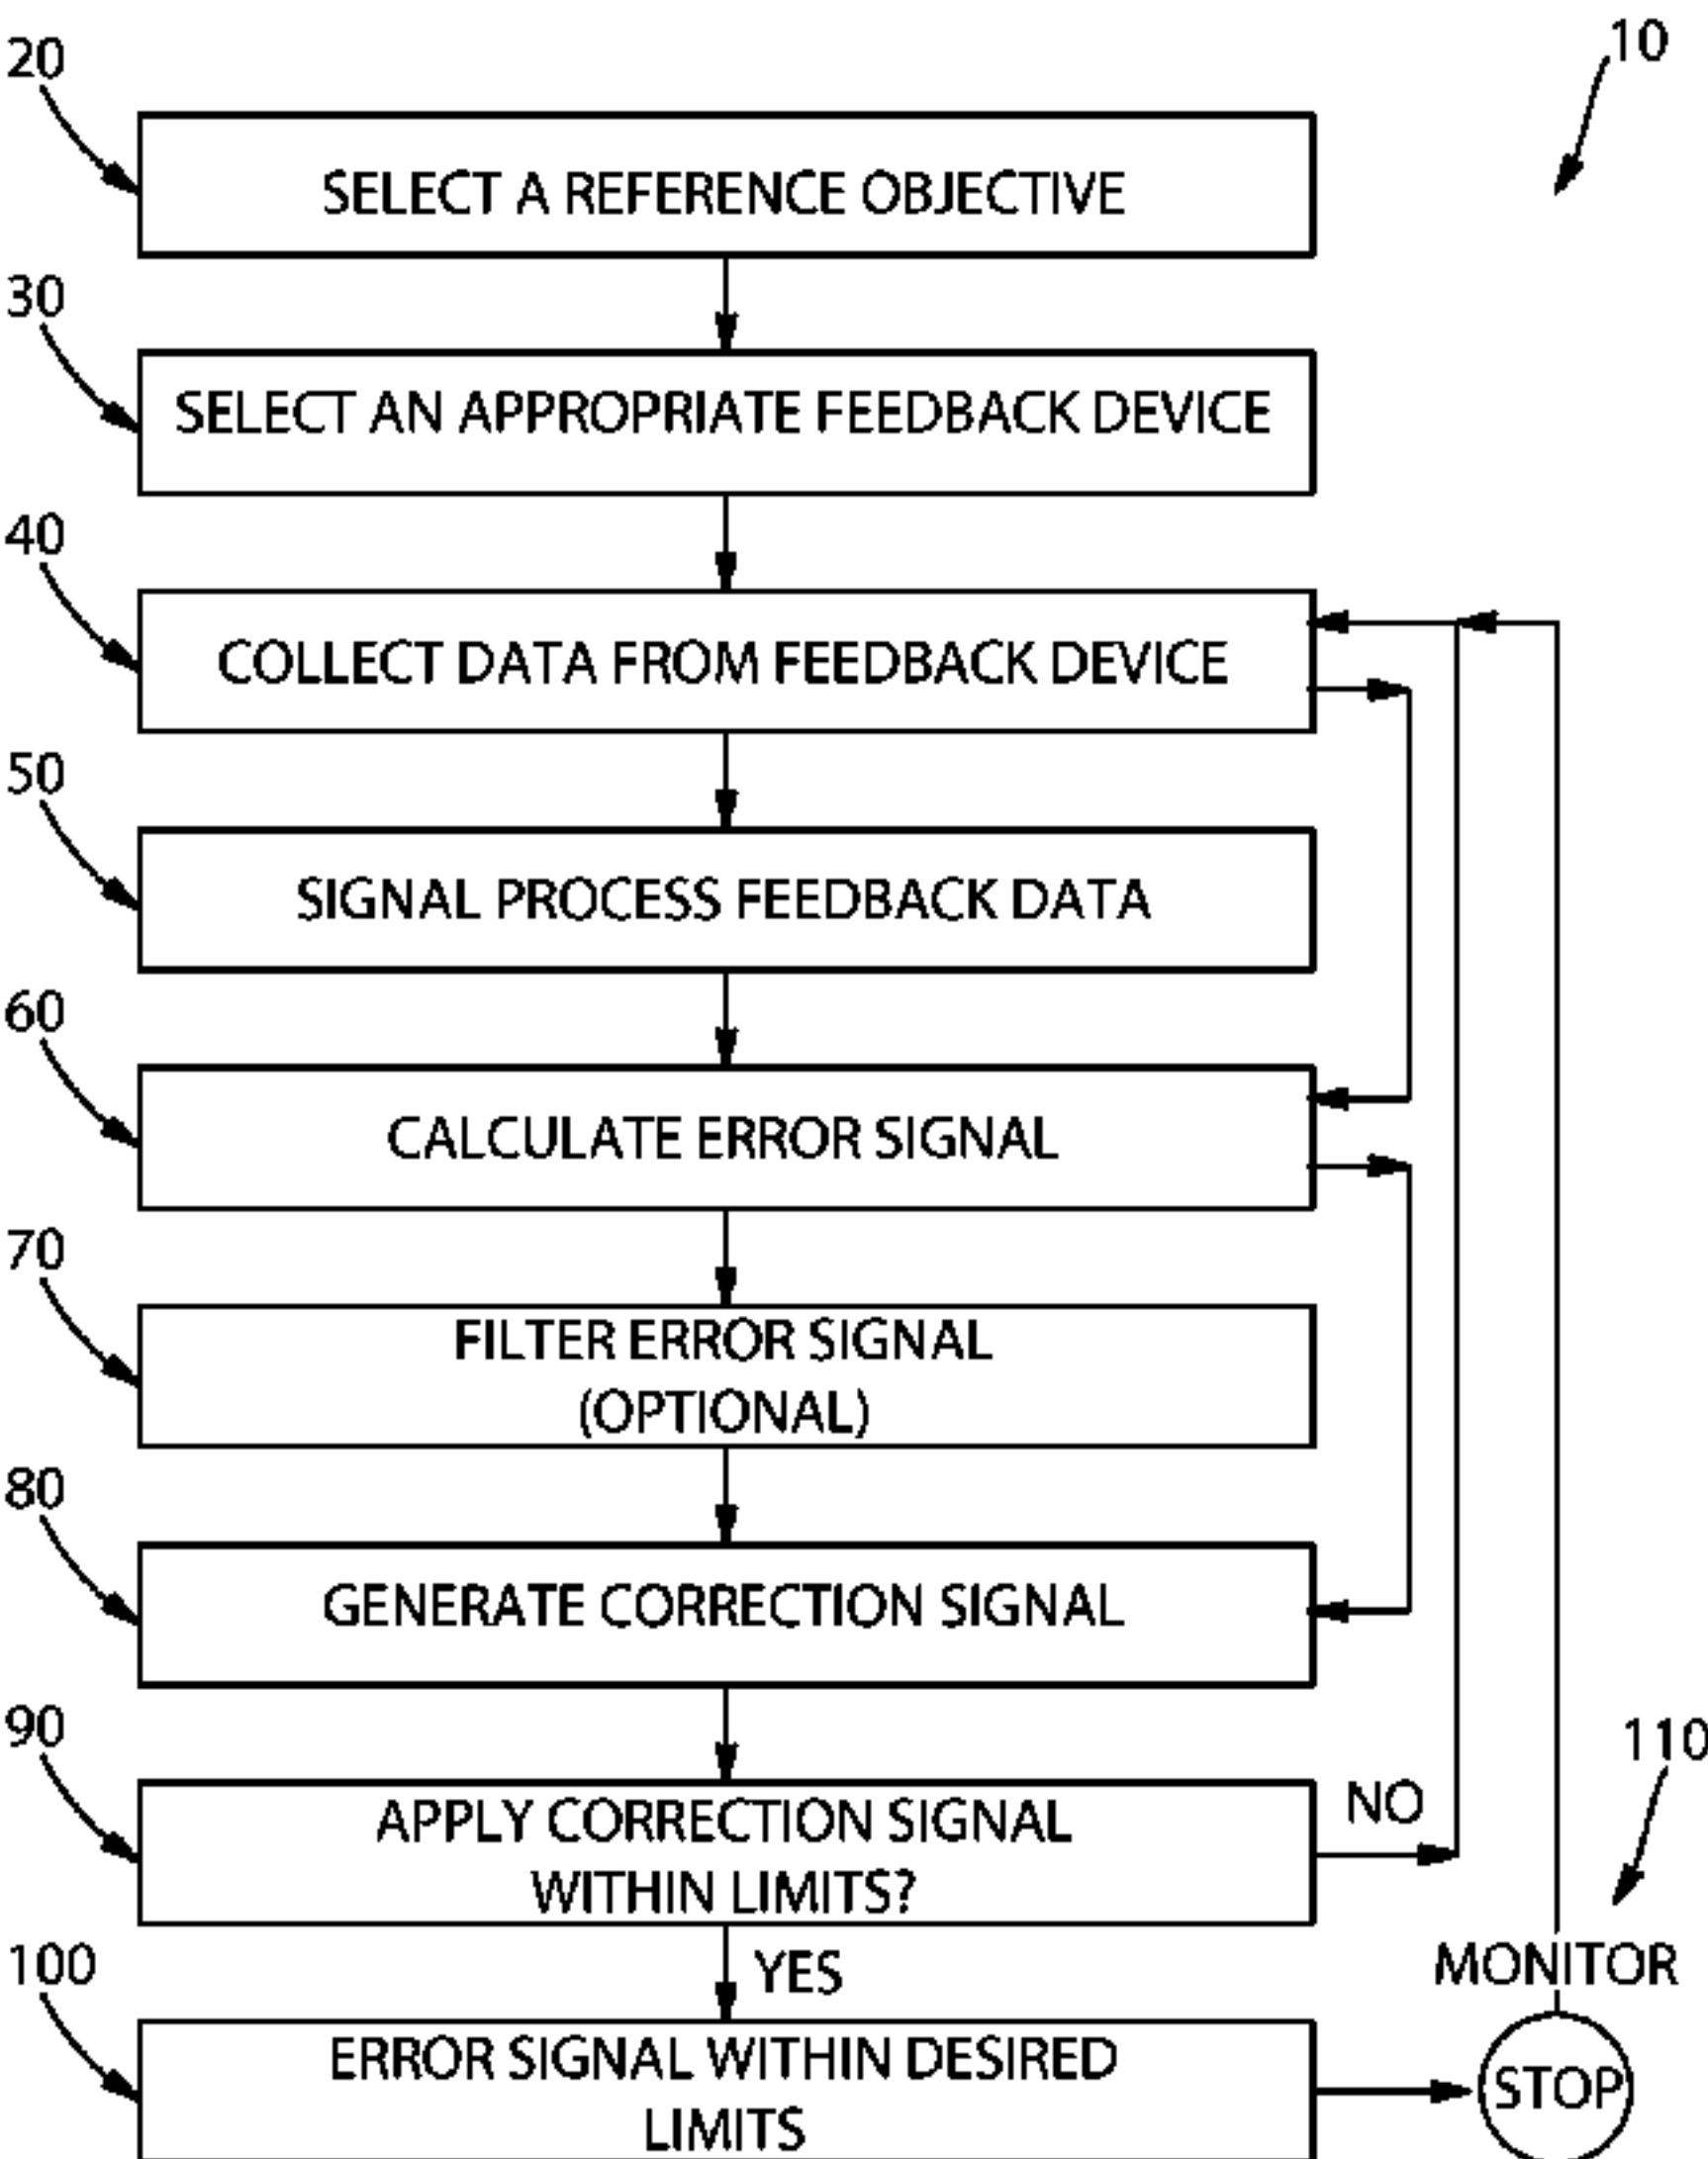 20
10
SELECT A REFERENCE OBJECTIVE
30
SELECT AN APPROPRIATE FEEDBACK DEVICE
40
COLLECT DATA FROM FEEDBACK DEVICE
50
SIGNAL PROCESS FEEDBACK DATA
60
CALCULATE ERROR SIGNAL
70
FILTER ERROR SIGNAL
(OPTIONAL)
80
GENERATE CORRECTION SIGNAL
90
110
NO
APPLY CORRECTION SIGNAL
WITHIN LIMITS?
100
YES
MONITOR
ERROR SIGNAL WITHIN DESIRED
LIMITS
STOP